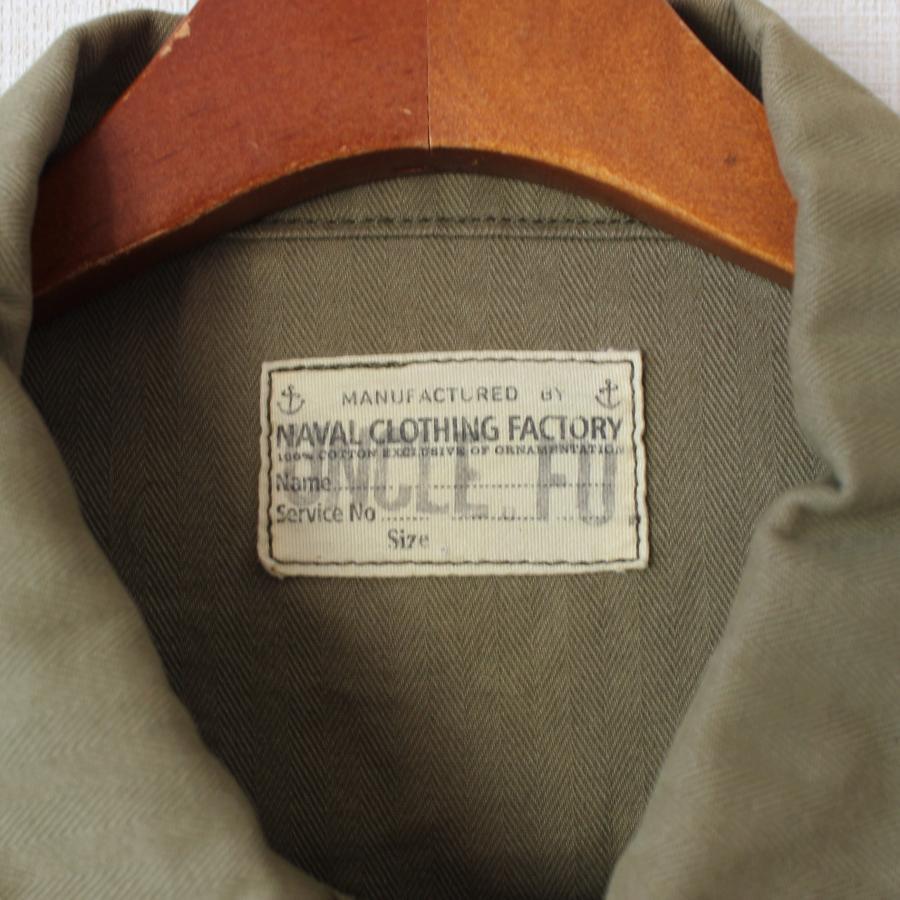 MANUFACTURED BY
NAVAL CLOTHING FACTORY
100% COTTON EXCLUSIVE OF ORNAMENTATION
UNCLE FU
Name
Service No
Size